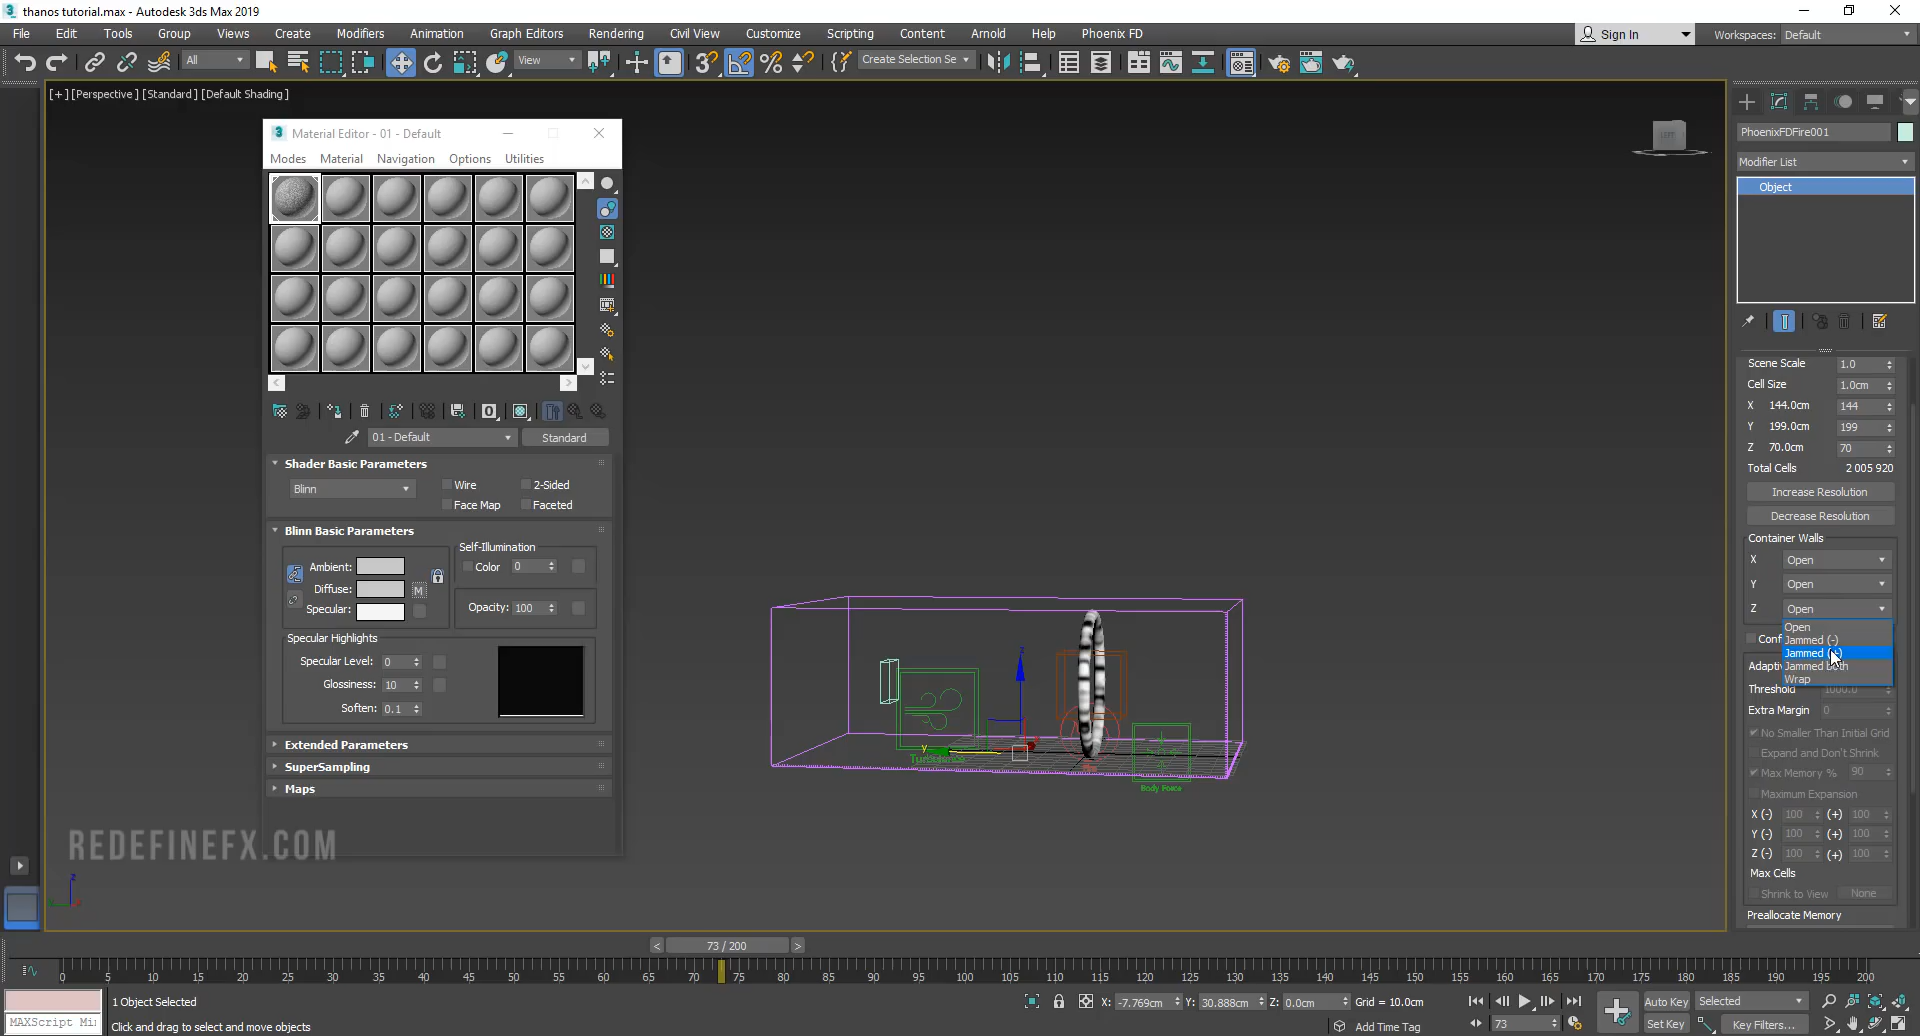 thanos tutorial.max - Autodesk 3ds Max 2019
File Edit Tools Group Views Create Modifiers Animation Graph Editors Rendering Civil View Customize Scripting Content Arnold Help Phoenix FD
Sign In Workspaces: Default
All View Create Selection Se
[+] [Perspective] [Standard] [Default Shading]
Material Editor - 01 - Default
Modes Material Navigation Options Utilities
01 - Default Standard
Shader Basic Parameters
Blinn Wire 2-Sided
Face Map Faceted
Blinn Basic Parameters
Self-Illumination
Ambient: Color 0
Diffuse: M
Specular: Opacity: 100
Specular Highlights
Specular Level: 0
Glossiness: 10
Soften: 0.1
Extended Parameters
SuperSampling
Maps
REDEFINEFX.COM
LEFT
z
y
Turbulence
Body Force
PhoenixFDFire001
Modifier List
Object
Scene Scale 1.0
Cell Size 1.0cm
X 144.0cm 144
Y 199.0cm 199
Z 70.0cm 70
Total Cells 2 005 920
Increase Resolution
Decrease Resolution
Container Walls
X Open
Y Open
Z Open
Open
Jammed (-)
Jammed
Jammed Both
Wrap
Threshold 1000.0
Extra Margin 0
No Smaller Than Initial Grid
Expand and Don't Shrink
Max Memory % 90
Maximum Expansion
X (-) 100 (+) 100
Y (-) 100 (+) 100
Z (-) 100 (+) 100
Max Cells
Shrink to View None
Preallocate Memory
< 73 / 200 >
0 5 10 15 20 25 30 35 40 45 50 55 60 65 70 75 80 85 90 95 100 105 110 115 120 125 130 135 140 145 150 155 160 165 170 175 180 185 190 195 200
1 Object Selected
X: -7.769cm Y: 30.888cm Z: 0.0cm Grid = 10.0cm
Auto Key Selected
MAXScript Mi
Click and drag to select and move objects
Add Time Tag
73
Set Key Key Filters...